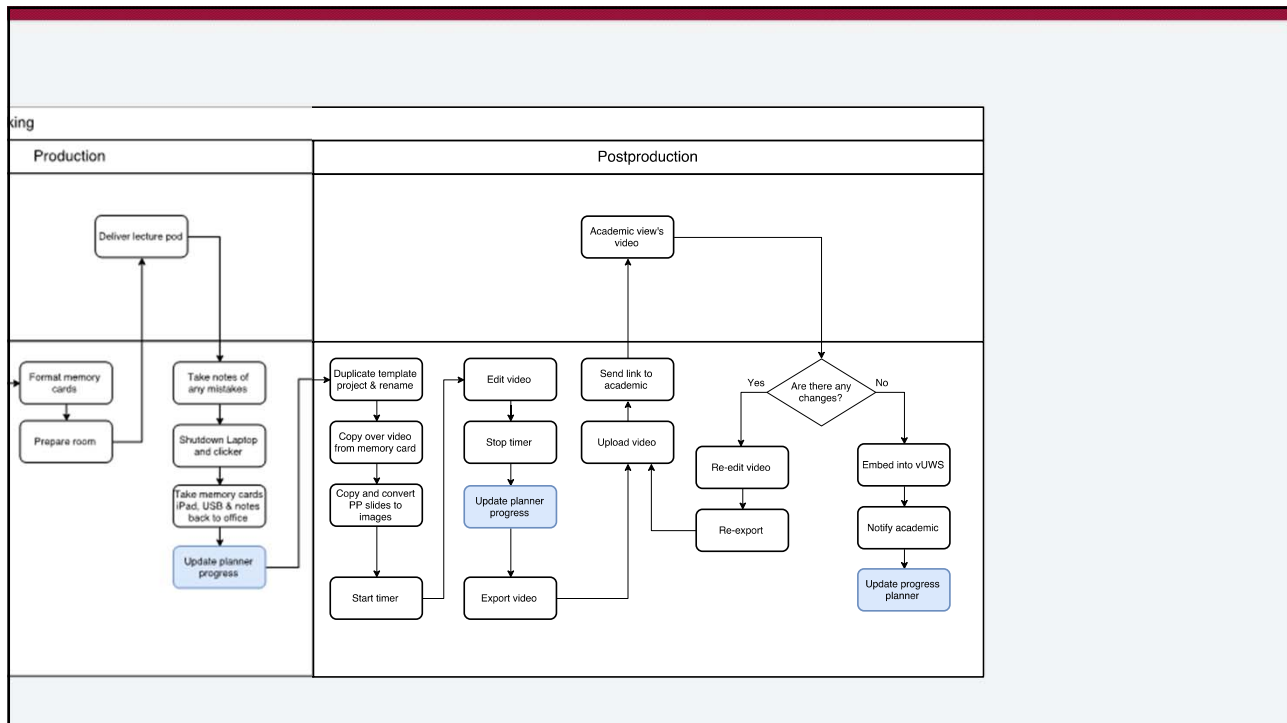 king
Production
Postproduction
Deliver lecture pod
Academic view's
video
Format memory
cards
Prepare room
Take notes of
any mistakes
Shutdown Laptop
and clicker
Take memory cards
iPad, USB & notes
back to office
Update planner
progress
Duplicate template
project & rename
Copy over video
from memory card
Copy and convert
PP slides to
images
Start timer
Edit video
Stop timer
Update planner
progress
Export video
Send link to
academic
Upload video
Are there any
changes?
Yes
No
Re-edit video
Re-export
Embed into vUWS
Notify academic
Update progress
planner